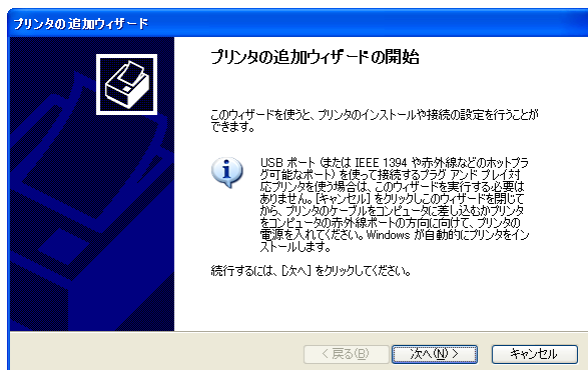 プリンタの追加ウィザード
プリンタの追加ウィザードの開始
このウィザードを使うと、プリンタのインストールや接続の設定を行うことが
できます。
USB ポート (または IEEE 1394 や赤外線などのホットプラ
グ可能なポート) を使って接続するプラグ アンド プレイ対
応プリンタを使う場合は、このウィザードを実行する必要は
ありません。[キャンセル] をクリックしこのウィザードを閉じて
から、プリンタのケーブルをコンピュータに差し込むかプリンタ
をコンピュータの赤外線ポートの方向に向けて、プリンタの
電源を入れてください。Windows が自動的にプリンタをイン
ストールします。
続行するには、[次へ] をクリックしてください。
< 戻る(B) 次へ(N) > キャンセル